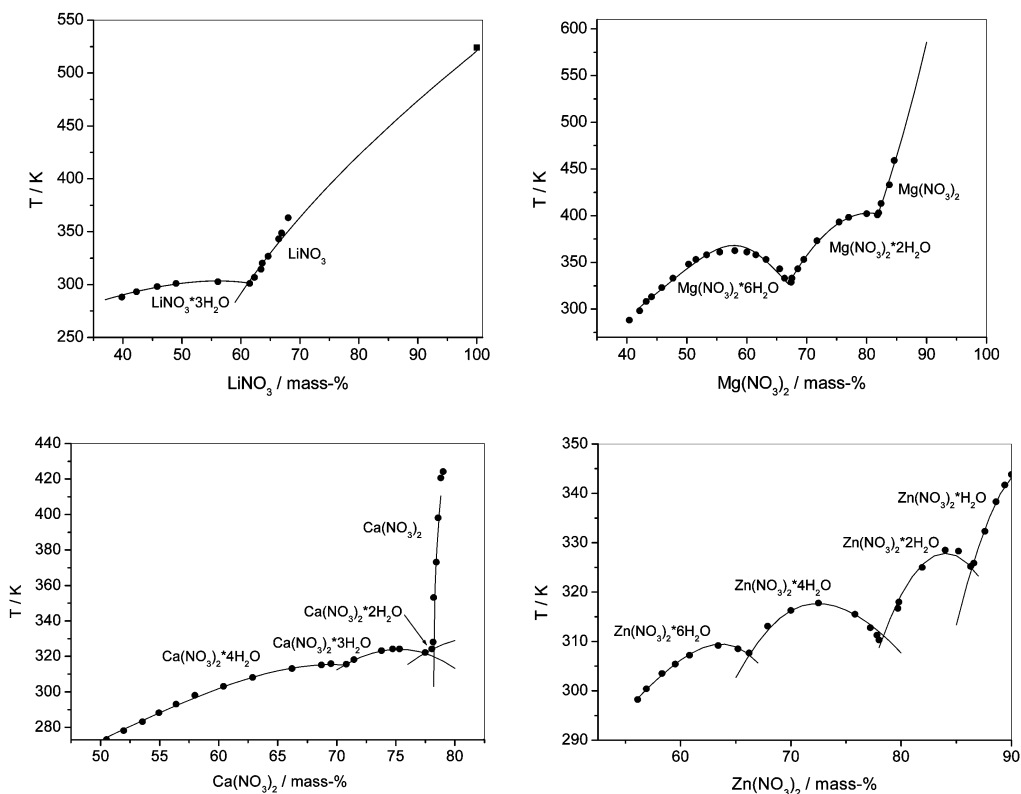 550
500
450
400
350
300
250
T / K
LiNO₃
LiNO₃*3H₂O
40 50 60 70 80 90 100
LiNO₃ / mass-%
600
550
500
450
400
350
300
T / K
Mg(NO₃)₂
Mg(NO₃)₂*2H₂O
Mg(NO₃)₂*6H₂O
40 50 60 70 80 90 100
Mg(NO₃)₂ / mass-%
440
420
400
380
360
340
320
300
280
T / K
Ca(NO₃)₂
Ca(NO₃)₂*2H₂O
Ca(NO₃)₂*3H₂O
Ca(NO₃)₂*4H₂O
50 55 60 65 70 75 80
Ca(NO₃)₂ / mass-%
350
340
330
320
310
300
290
T / K
Zn(NO₃)₂*H₂O
Zn(NO₃)₂*2H₂O
Zn(NO₃)₂*4H₂O
Zn(NO₃)₂*6H₂O
60 70 80 90
Zn(NO₃)₂ / mass-%